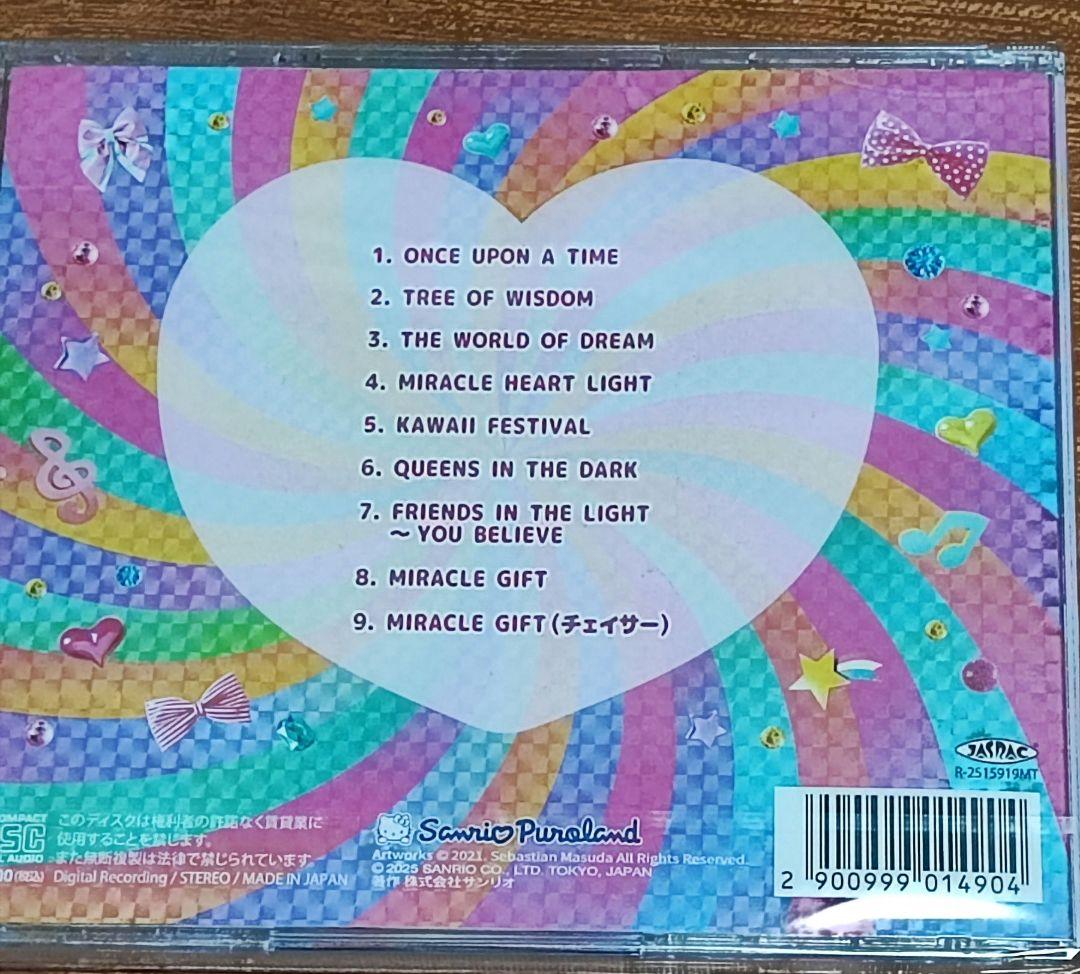 1. ONCE UPON A TIME
2. TREE OF WISDOM
3. THE WORLD OF DREAM
4. MIRACLE HEART LIGHT
5. KAWAII FESTIVAL
6. QUEENS IN THE DARK
7. FRIENDS IN THE LIGHT
～YOU BELIEVE
8. MIRACLE GIFT
9. MIRACLE GIFT(チェイサー)
JASRAC
R-2515919MT
このディスクは権利者の許諾なく賃貸業に
使用することを禁じます。
また無断複製は法律で禁じられています。
(税込) Digital Recording / STEREO / MADE IN JAPAN
Sanrio Puroland
Artworks © 2021. Sebastian Masuda All Rights Reserved.
© 2025 SANRIO CO., LTD. TOKYO, JAPAN
著作 株式会社サンリオ
2 900999 014904